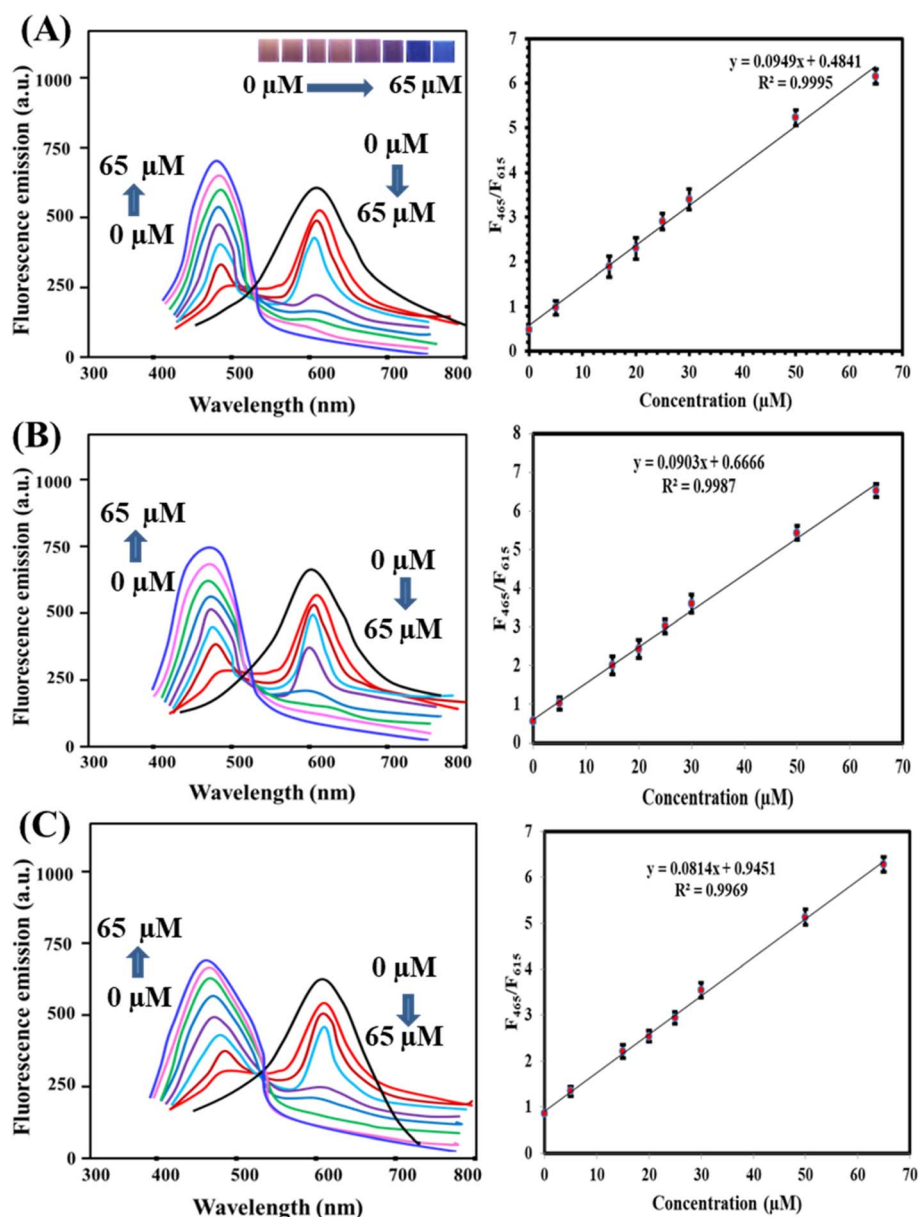 (A)
Fluorescence emission (a.u.)
1000
750
500
250
0
300 400 500 600 700 800
Wavelength (nm)
0 µM 65 µM
65 µM
0 µM
0 µM
65 µM
F465/F615
7
6
5
4
3
2
1
0
0 10 20 30 40 50 60 70
Concentration (µM)
y = 0.0949x + 0.4841
R² = 0.9995
(B)
Fluorescence emission (a.u.)
1000
750
500
250
0
300 400 500 600 700 800
Wavelength (nm)
65 µM
0 µM
0 µM
65 µM
F465/F615
8
7
6
5
4
3
2
1
0
0 10 20 30 40 50 60 70
Concentration (µM)
y = 0.0903x + 0.6666
R² = 0.9987
(C)
Fluorescence emission (a.u.)
1000
750
500
250
0
300 400 500 600 700 800
Wavelength (nm)
65 µM
0 µM
0 µM
65 µM
F465/F615
7
6
5
4
3
2
1
0
0 10 20 30 40 50 60 70
Concentration (µM)
y = 0.0814x + 0.9451
R² = 0.9969